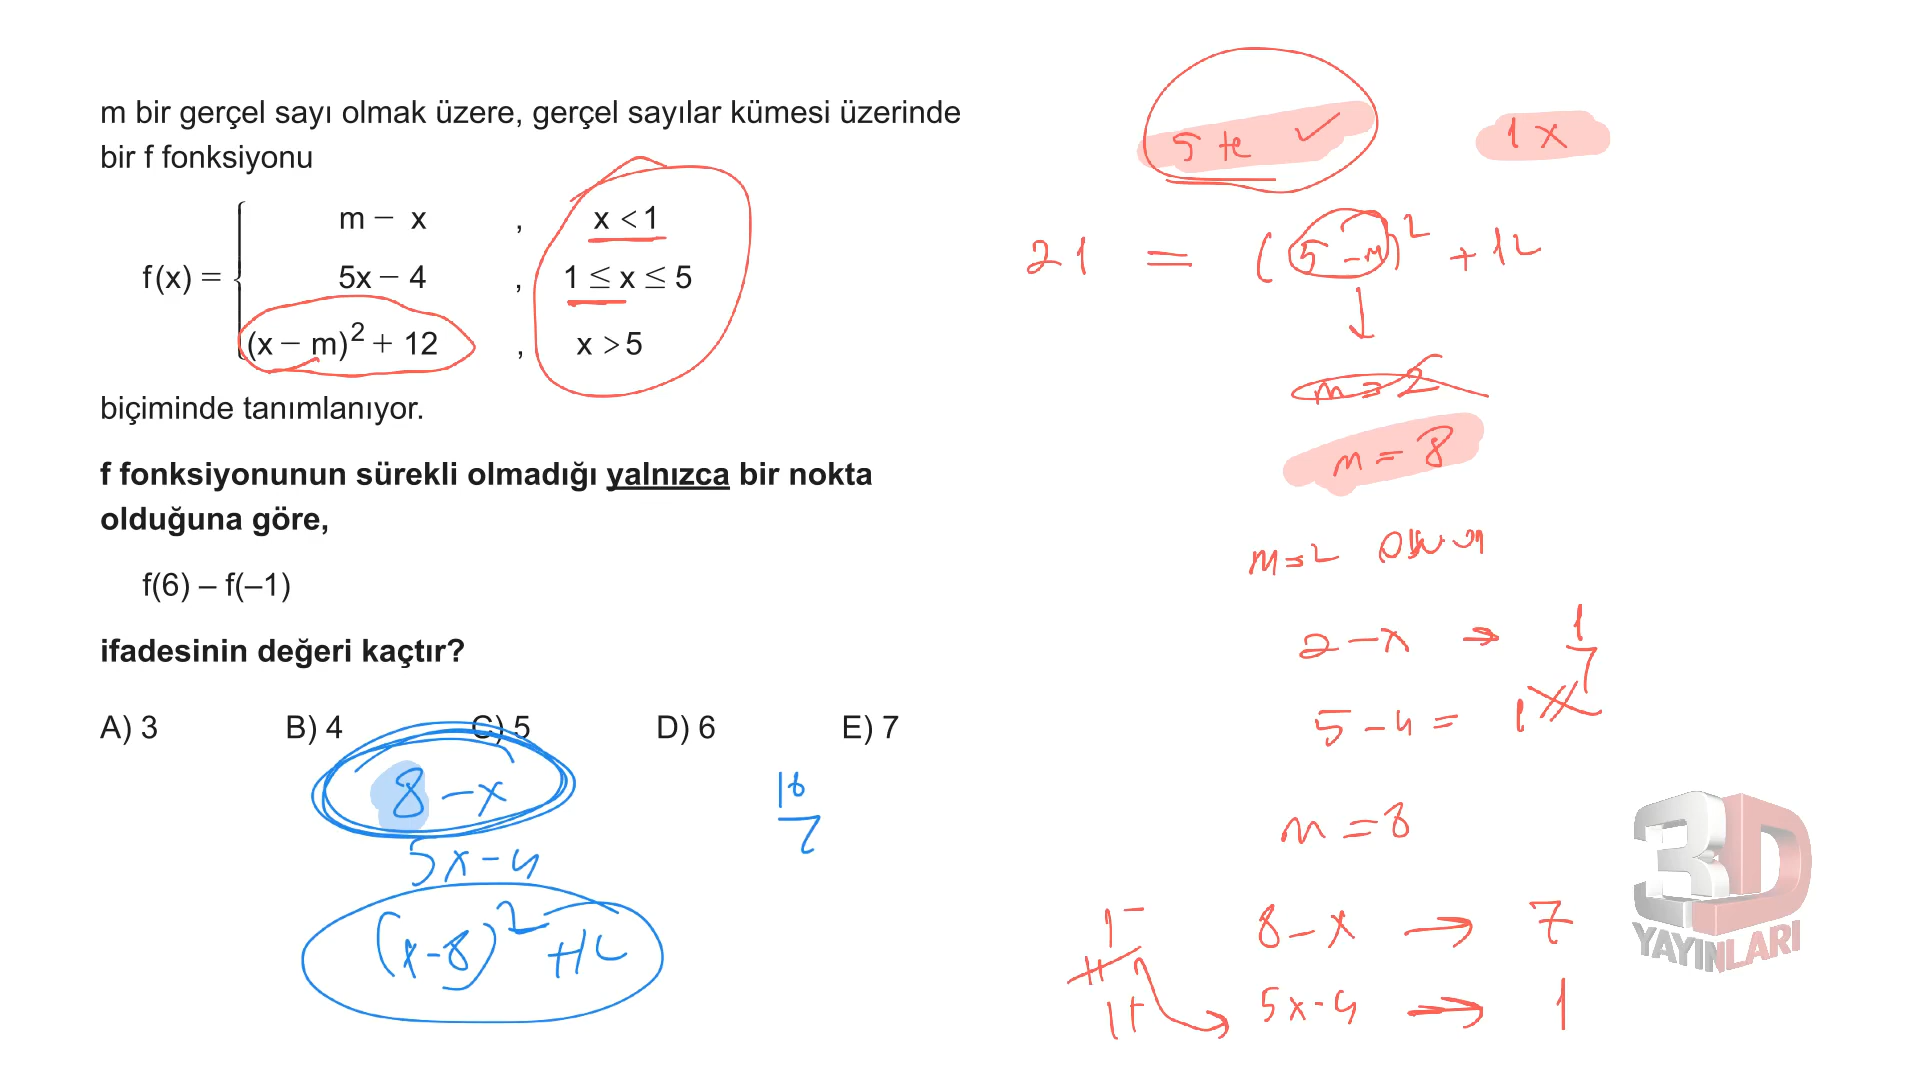 m bir gerçel sayı olmak üzere, gerçel sayılar kümesi üzerinde
bir f fonksiyonu
m – x , x < 1
f(x) = { 5x – 4 , 1 ≤ x ≤ 5
(x – m)² + 12 , x > 5
biçiminde tanımlanıyor.
f fonksiyonunun sürekli olmadığı yalnızca bir nokta
olduğuna göre,
f(6) – f(–1)
ifadesinin değeri kaçtır?
A) 3 B) 4 C) 5 D) 6 E) 7
8 – x
5x – 4
(x-8)² + 12
7
5 te ✓
1 x
21 = (5 – m)² + 12
m = 2
m = 8
m = 2 olsun
2 – x → 1
7
5 – 4 = 1
m = 8
1⁻ 8 – x → 7
1⁺ 5x – 4 → 1
3D
YAYINLARI